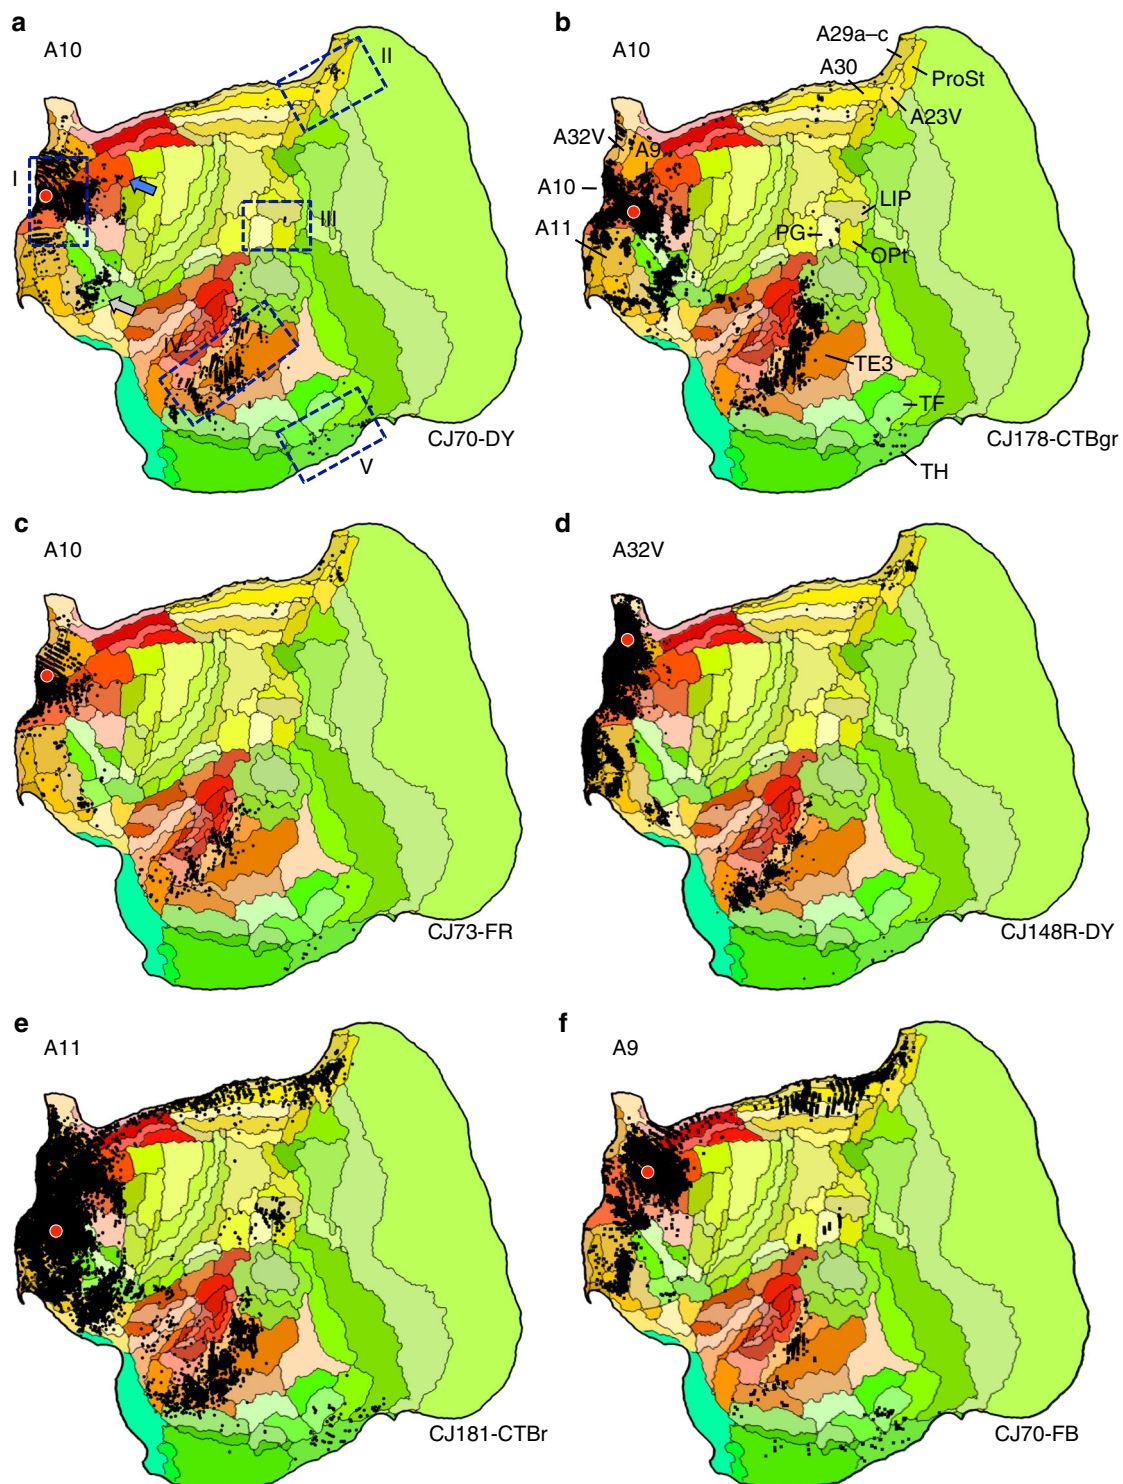 a
A10
I
II
III
IV
V
CJ70-DY
b
A10
A29a–c
A30
ProSt
A23V
A32V
A9
A10
LIP
A11
PG
OPt
TE3
TF
CJ178-CTBgr
TH
c
A10
CJ73-FR
d
A32V
CJ148R-DY
e
A11
CJ181-CTBr
f
A9
CJ70-FB